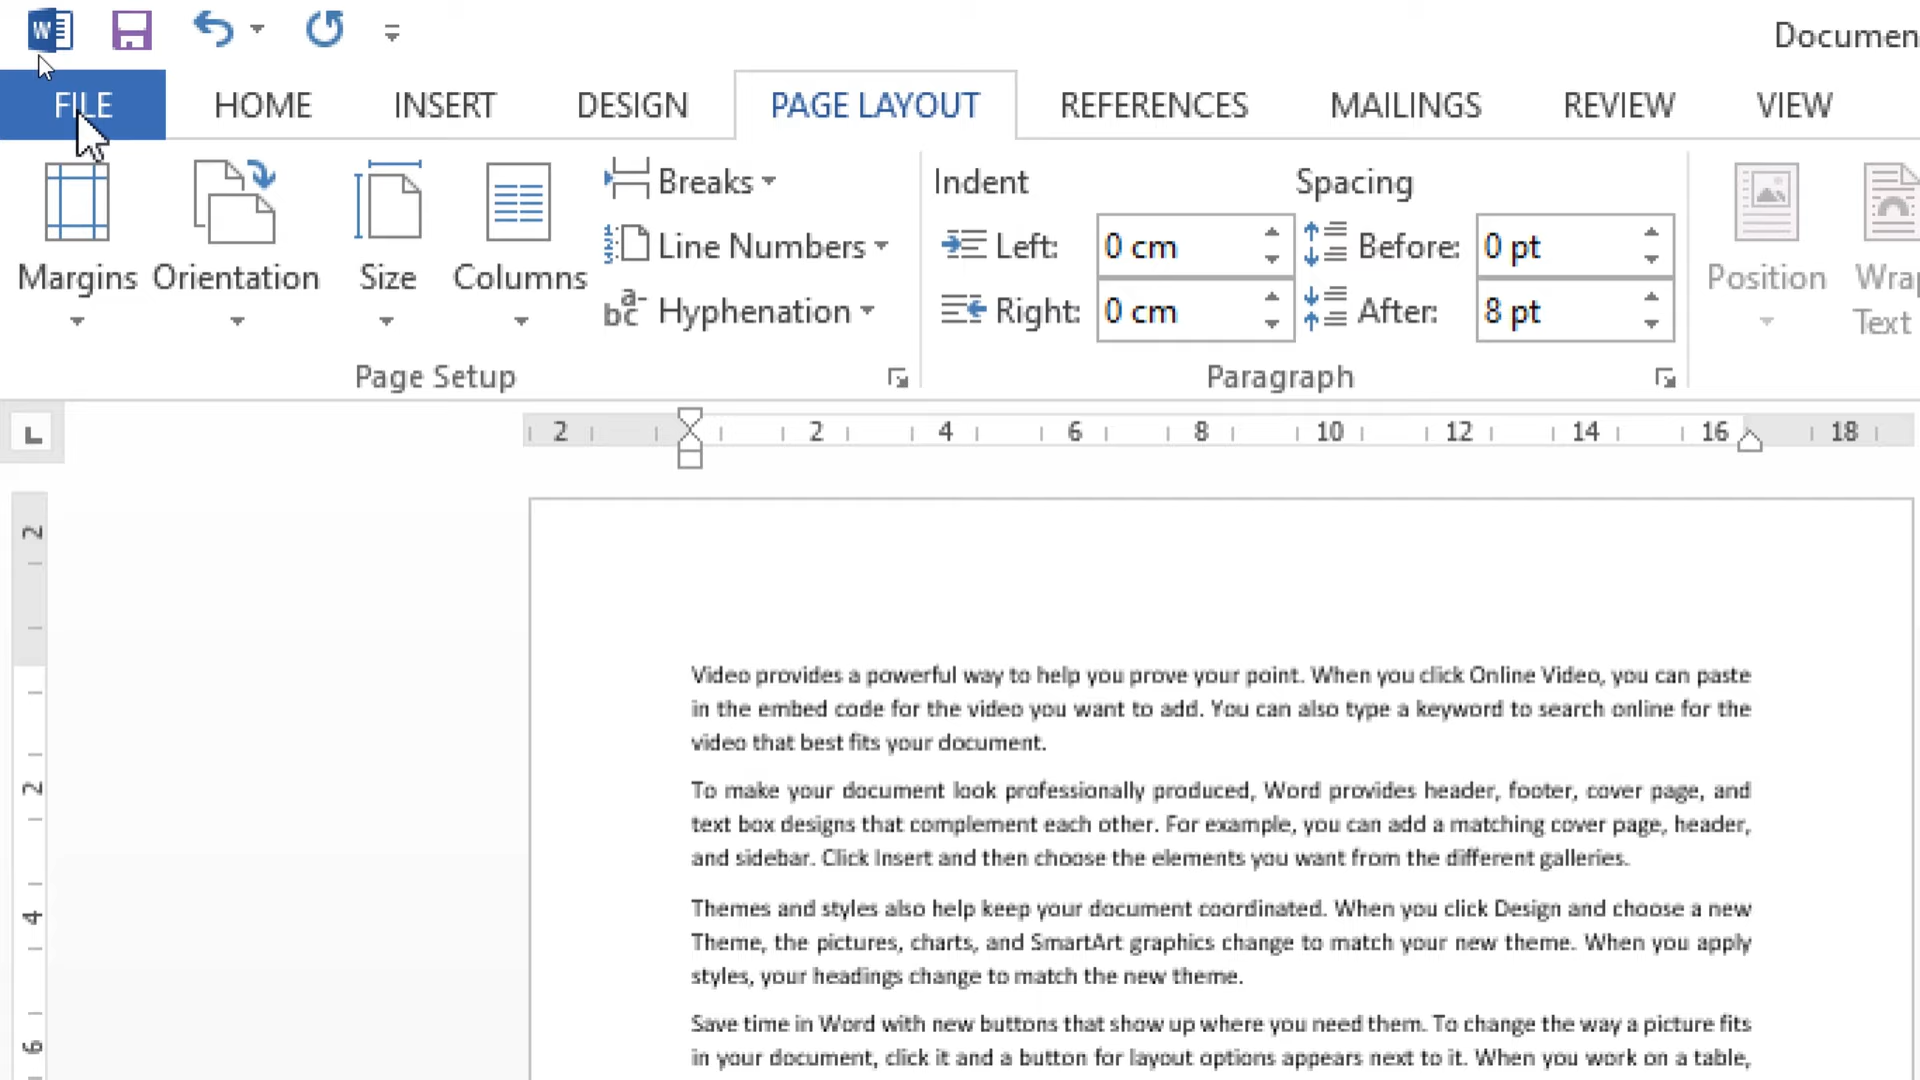 W
Documen
FILE HOME INSERT DESIGN PAGE LAYOUT REFERENCES MAILINGS REVIEW VIEW
Margins Orientation Size Columns
Breaks
Line Numbers
Hyphenation
Page Setup
Indent
Left: 0 cm
Right: 0 cm
Spacing
Before: 0 pt
After: 8 pt
Paragraph
Position
Wrap
Text
2 2 4 6 8 10 12 14 16 18
2
2
4
6
Video provides a powerful way to help you prove your point. When you click Online Video, you can paste
in the embed code for the video you want to add. You can also type a keyword to search online for the
video that best fits your document.
To make your document look professionally produced, Word provides header, footer, cover page, and
text box designs that complement each other. For example, you can add a matching cover page, header,
and sidebar. Click Insert and then choose the elements you want from the different galleries.
Themes and styles also help keep your document coordinated. When you click Design and choose a new
Theme, the pictures, charts, and SmartArt graphics change to match your new theme. When you apply
styles, your headings change to match the new theme.
Save time in Word with new buttons that show up where you need them. To change the way a picture fits
in your document, click it and a button for layout options appears next to it. When you work on a table,